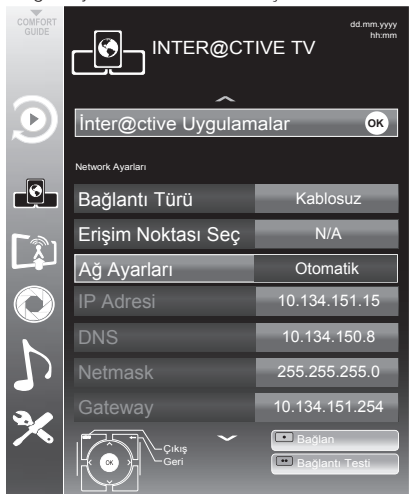 COMFORT
GUIDE
INTER@CTIVE TV
dd.mm.yyyy
hh:mm
İnter@ctive Uygulamalar OK
Network Ayarları
Bağlantı Türü Kablosuz
Erişim Noktası Seç N/A
Ağ Ayarları Otomatik
IP Adresi 10.134.151.15
DNS 10.134.150.8
Netmask 255.255.255.0
Gateway 10.134.151.254
OK
Çıkış
Geri
Bağlan
Bağlantı Testi